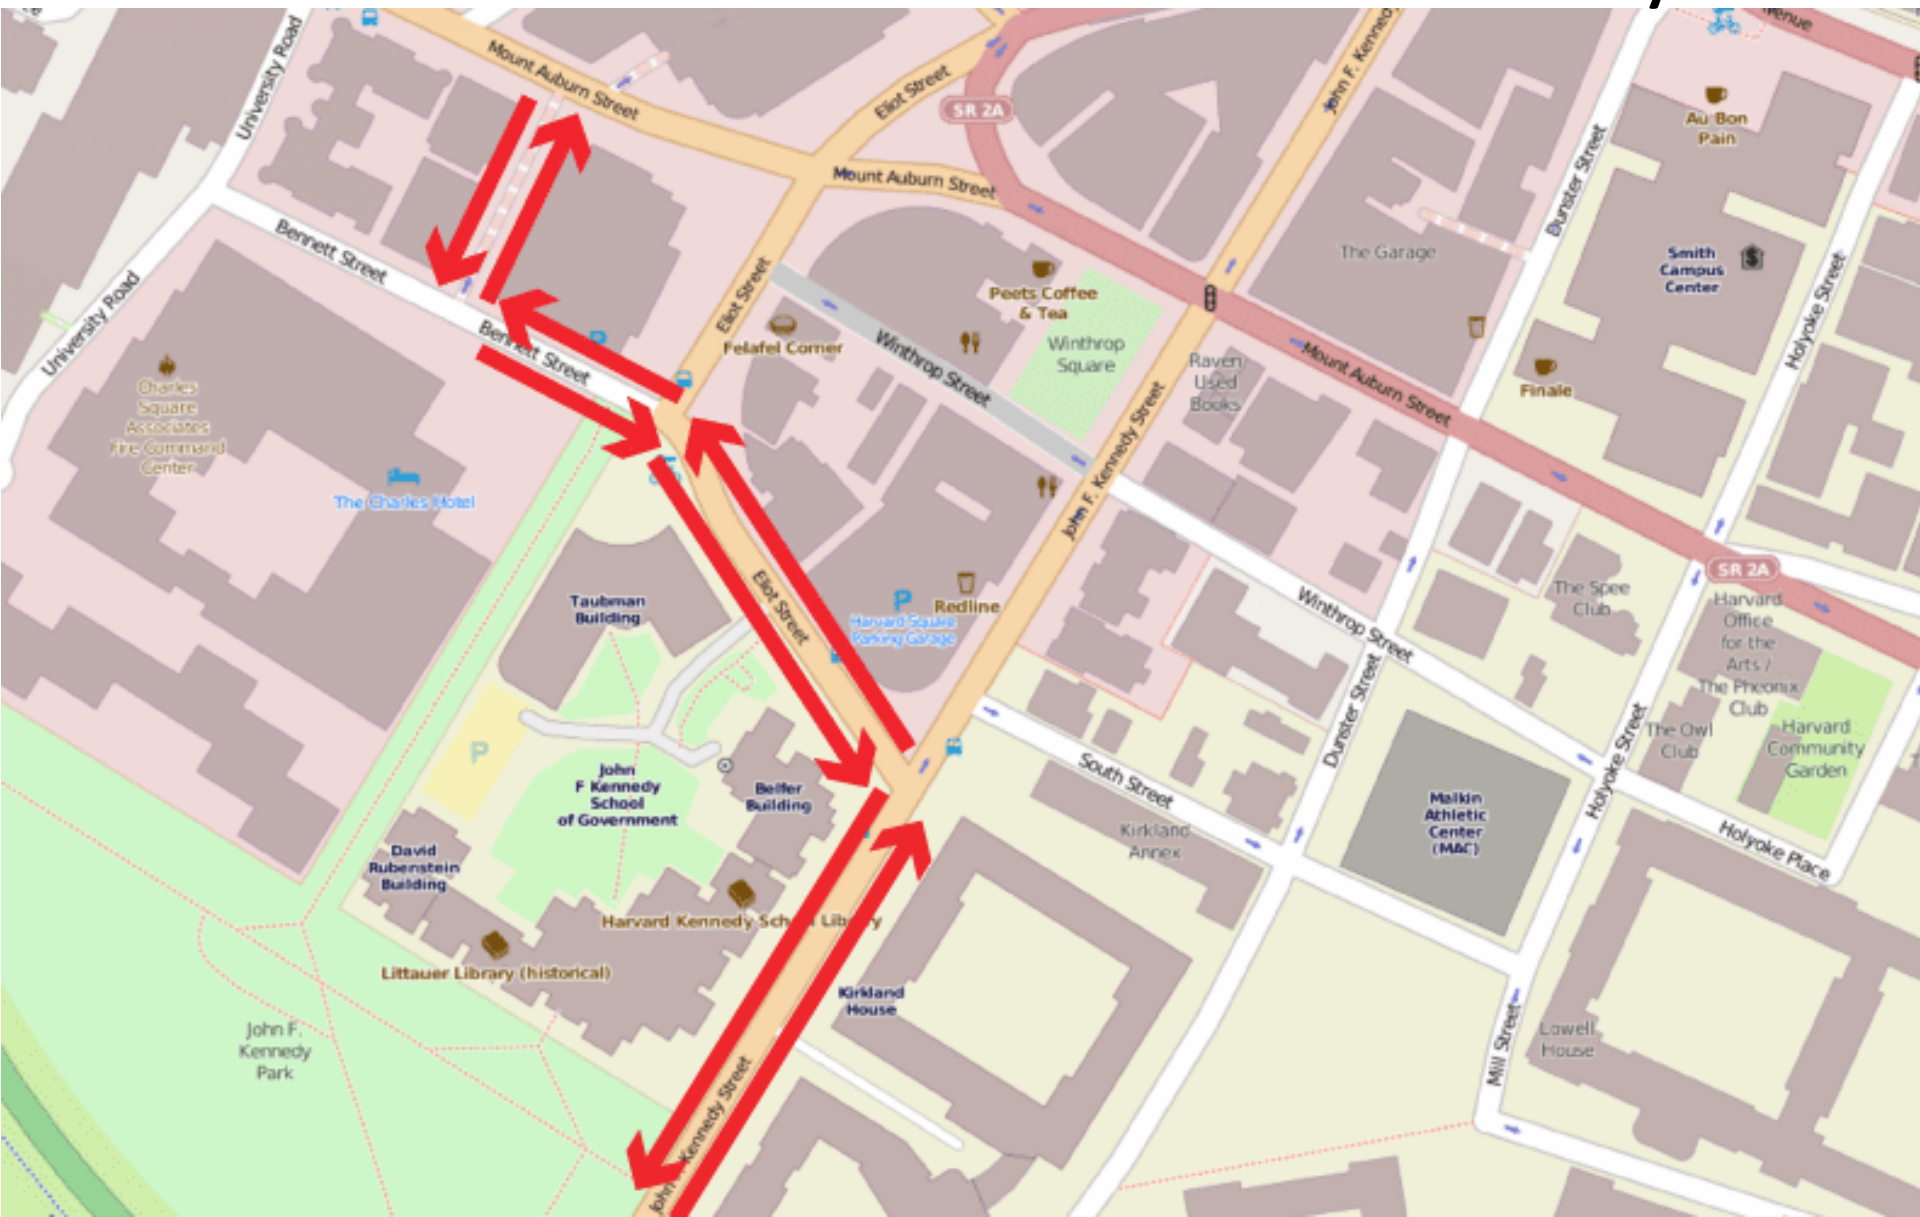 University Road
Mount Auburn Street
Eliot Street
SR 2A
John F. Kenned
Au Bon
Pain
Mount Auburn Street
Dunster Street
The Garage
Smith
Campus
Center
Bennett Street
Eliot Street
Peets Coffee
& Tea
Felafel Corner
Winthrop
Square
Winthrop Street
Raven
Used
Books
Mount Auburn Street
Finale
Holyoke Street
University Road
Bennett Street
Charles
Square
Associates
Fire Command
Center
The Charles Hotel
John F. Kennedy Street
SR 2A
Taubman
Building
Eliot Street
Harvard Square
Parking Garage
Redline
Winthrop Street
The Spee
Club
Harvard
Office
for the
Arts /
The Pheonix
Club
The Owl
Club
Harvard
Community
Garden
Dunster Street
Holyoke Street
P
John
F Kennedy
School
of Government
Belfer
Building
South Street
Kirkland
Annex
Malkin
Athletic
Center
(MAC)
Holyoke Place
David
Rubenstein
Building
Harvard Kennedy School Library
Littauer Library (historical)
Kirkland
House
John F.
Kennedy
Park
Mill Street
Lowell
House
Kennedy Street